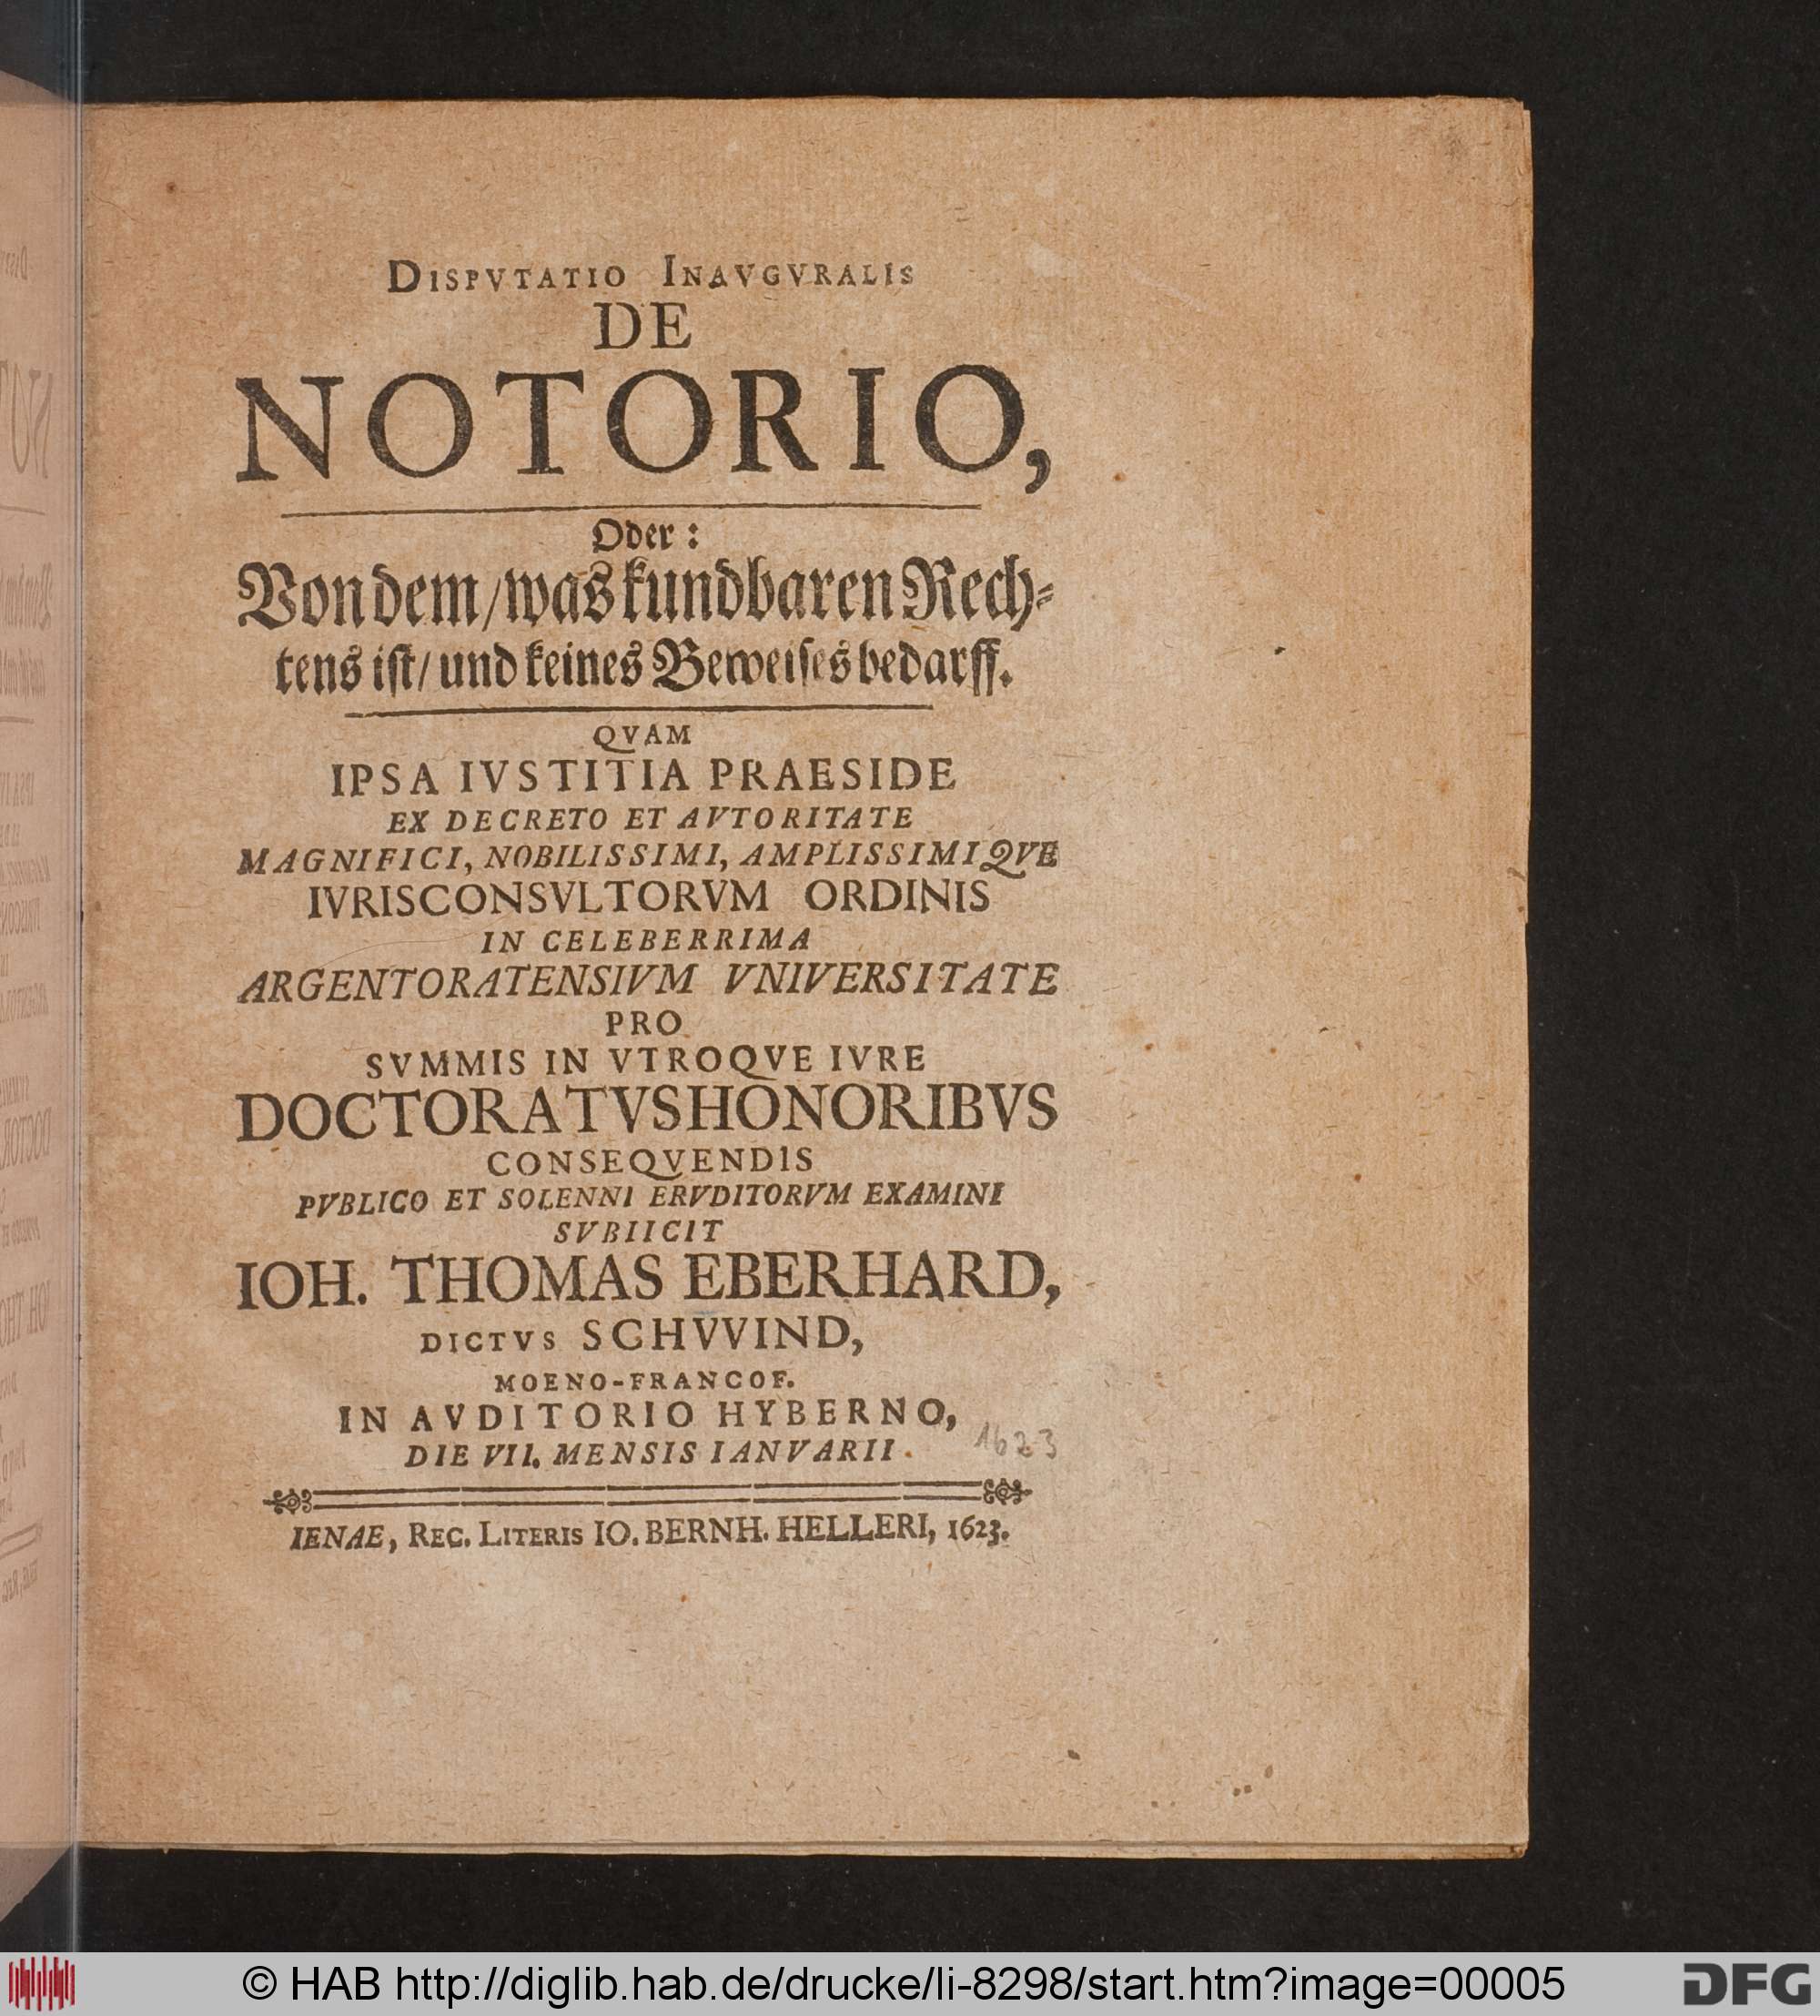 DISPVTATIO INAVGVRALIS
DE
NOTORIO,
Oder:
Von dem/was kundbaren Rech-
tens ist/ und keines Beweises bedarff.
QVAM
IPSA IVSTITIA PRAESIDE
EX DECRETO ET AVTORITATE
MAGNIFICI, NOBILISSIMI, AMPLISSIMIQVE
IVRISCONSVLTORVM ORDINIS
IN CELEBERRIMA
ARGENTORATENSIVM VNIVERSITATE
PRO
SVMMIS IN VTROQVE IVRE
DOCTORATVS HONORIBVS
CONSEQVENDIS
PVBLICO ET SOLENNI ERVDITORVM EXAMINI
SVBIICIT
IOH. THOMAS EBERHARD,
DICTVS SCHVVIND,
MOENO-FRANCOF.
IN AVDITORIO HYBERNO,
DIE VII. MENSIS IANVARII. 1623
IENAE, REC. LITERIS IO. BERNH. HELLERI, 1623.
© HAB http://diglib.hab.de/drucke/li-8298/start.htm?image=00005
DFG